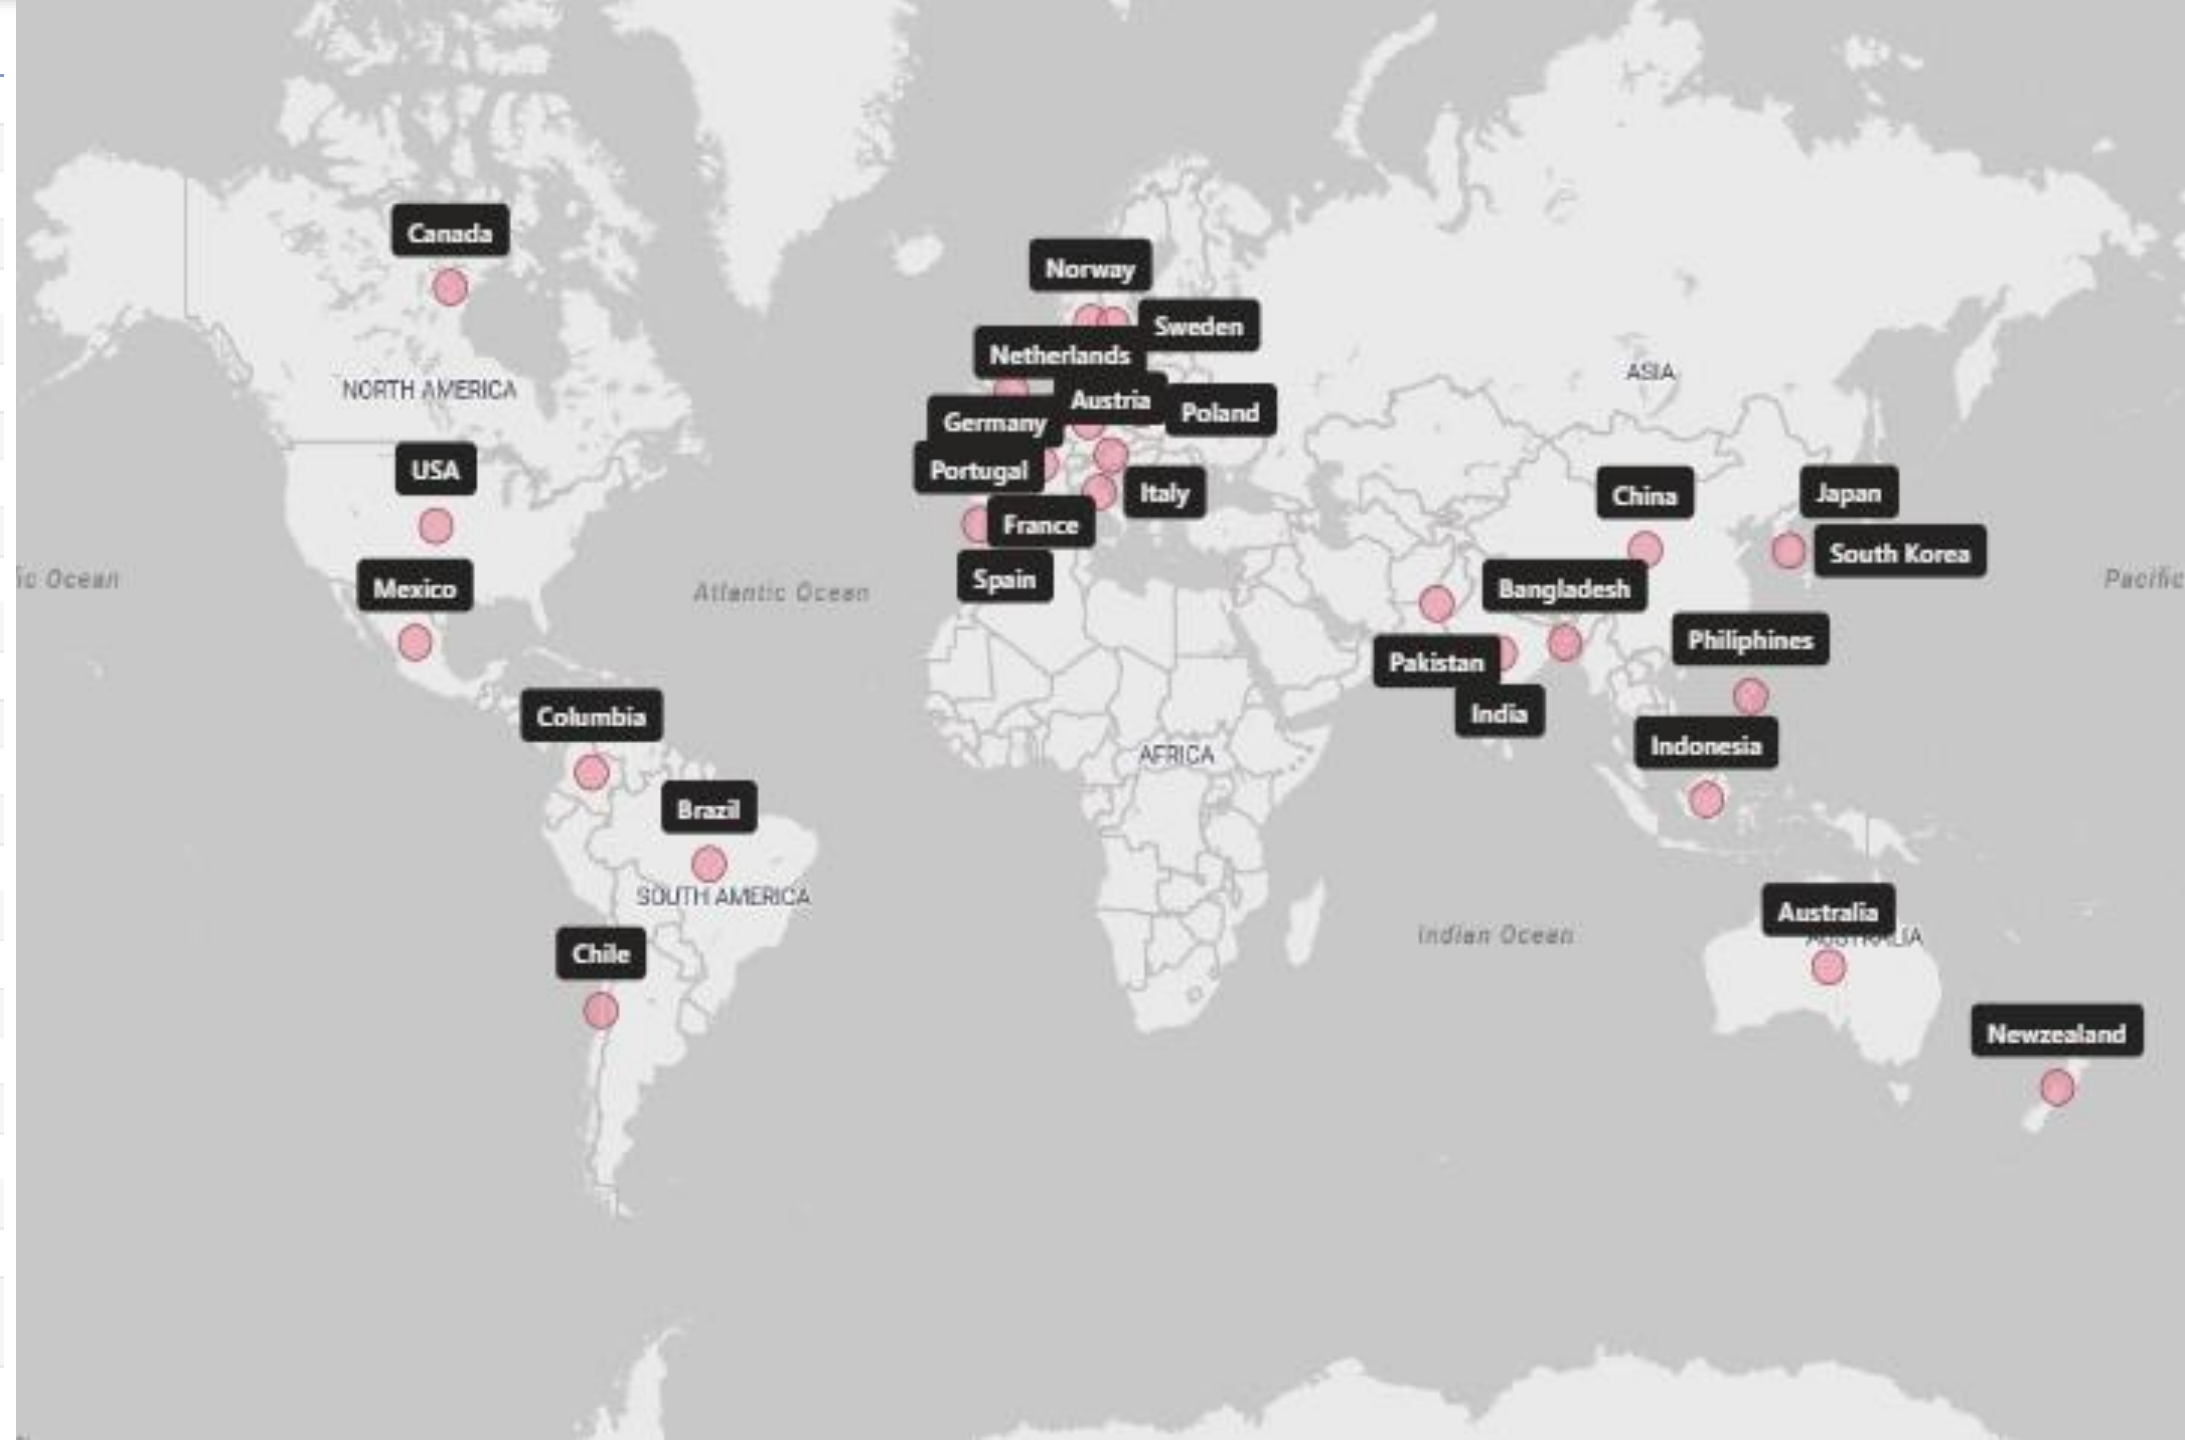 Canada
Norway
Sweden
Netherlands
ASIA
NORTH AMERICA
Austria
Poland
Germany
USA
Portugal
Italy
China
Japan
France
South Korea
Spain
ic Ocean
Pacific
Mexico
Atlantic Ocean
Bangladesh
Philiphines
Pakistan
India
Columbia
Indonesia
AFRICA
Brazil
SOUTH AMERICA
Australia
AUSTRALIA
Indian Ocean
Chile
Newzealand